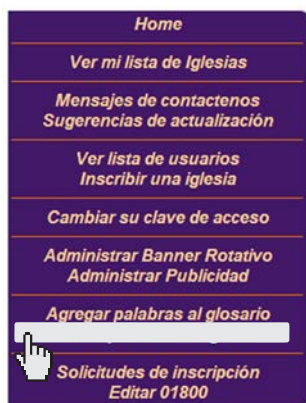 Home
Ver mi lista de Iglesias
Mensajes de contactenos
Sugerencias de actualización
Ver lista de usuarios
Inscribir una iglesia
Cambiar su clave de acceso
Administrar Banner Rotativo
Administrar Publicidad
Agregar palabras al glosario
Solicitudes de inscripción
Editar 01800